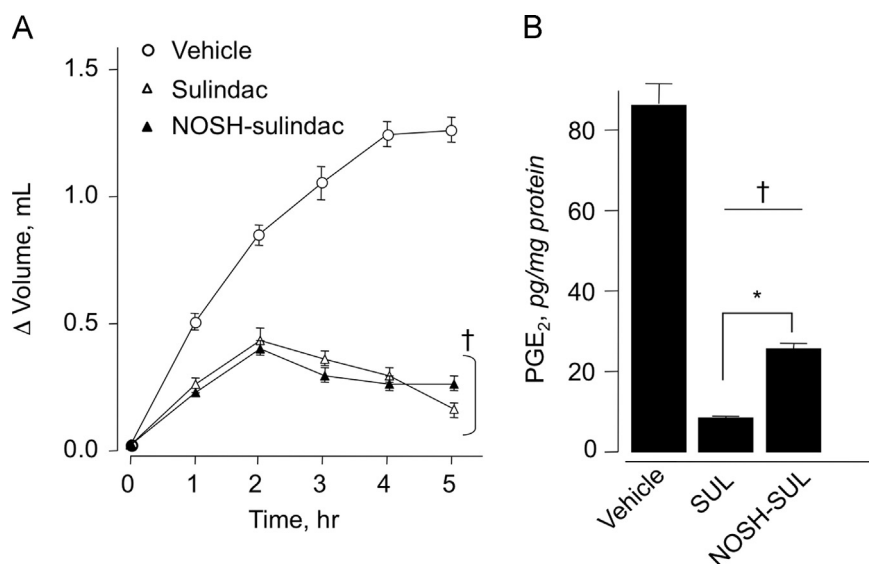 A
Vehicle
Sulindac
NOSH-sulindac
1.5
1.0
0.5
0.0
Δ Volume, mL
†
0 1 2 3 4 5
Time, hr
B
80
60
40
20
0
PGE₂, pg/mg protein
†
*
Vehicle
SUL
NOSH-SUL